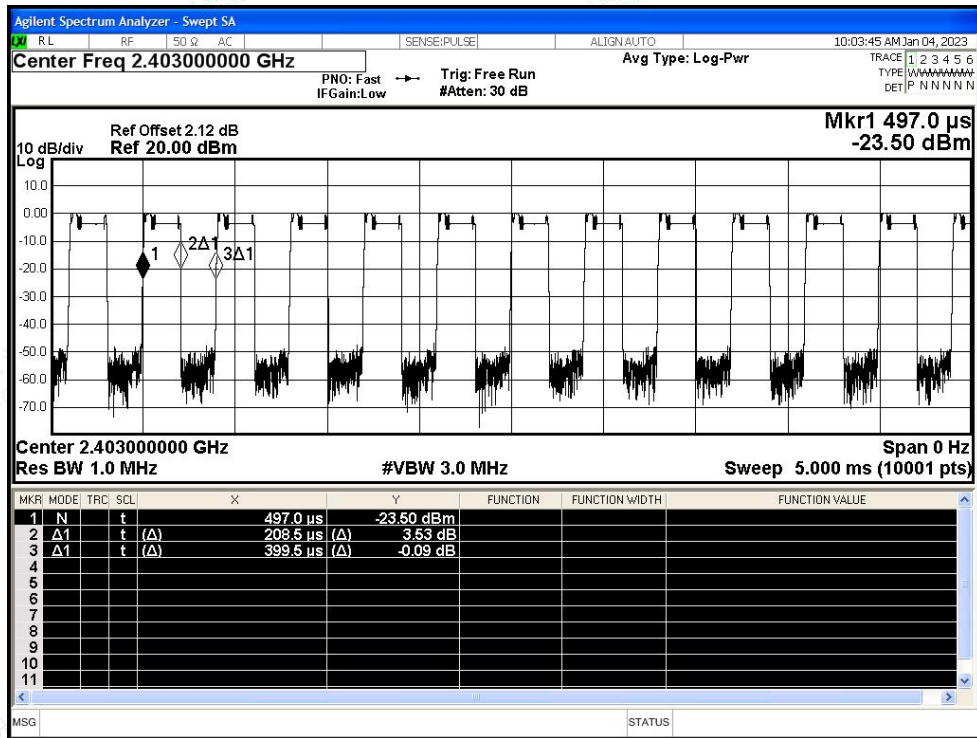 Agilent Spectrum Analyzer - Swept SA
LXI RL RF 50 Ω AC SENSE:PULSE ALIGNAUTO 10:03:45 AM Jan 04, 2023
Center Freq 2.403000000 GHz Avg Type: Log-Pwr TRACE 1 2 3 4 5 6
PNO: Fast Trig: Free Run TYPE
IFGain:Low #Atten: 30 dB DET P N N N N N
Mkr1 497.0 µs
Ref Offset 2.12 dB
10 dB/div Ref 20.00 dBm -23.50 dBm
Log
10.0
0.00
-10.0
1 2Δ1 3Δ1
-20.0
-30.0
-40.0
-50.0
-60.0
-70.0
Center 2.403000000 GHz Span 0 Hz
Res BW 1.0 MHz #VBW 3.0 MHz Sweep 5.000 ms (10001 pts)
MKR MODE TRC SCL X Y FUNCTION FUNCTION WIDTH FUNCTION VALUE
1 N t 497.0 µs -23.50 dBm
2 Δ1 t (Δ) 208.5 µs (Δ) 3.53 dB
3 Δ1 t (Δ) 399.5 µs (Δ) -0.09 dB
4
5
6
7
8
9
10
11
MSG STATUS